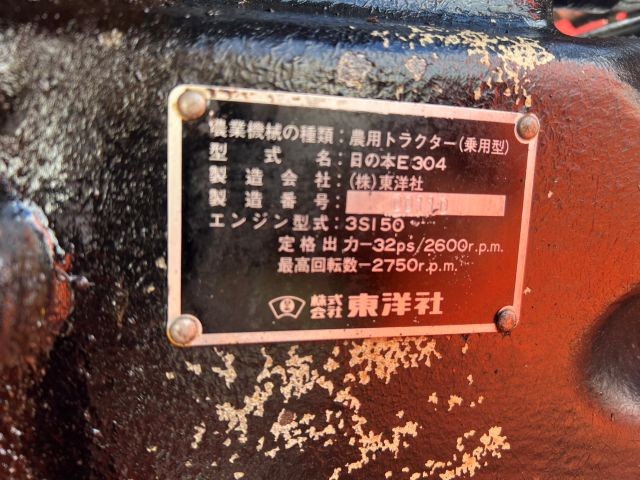 農業機械の種類：農用トラクター(乗用型)
型式名：日の本E304
製造会社：(株)東洋社
製造番号：
エンジン型式：3S150
定格出力-32ps/2600r.p.m.
最高回転数-2750r.p.m.
株式会社 東洋社